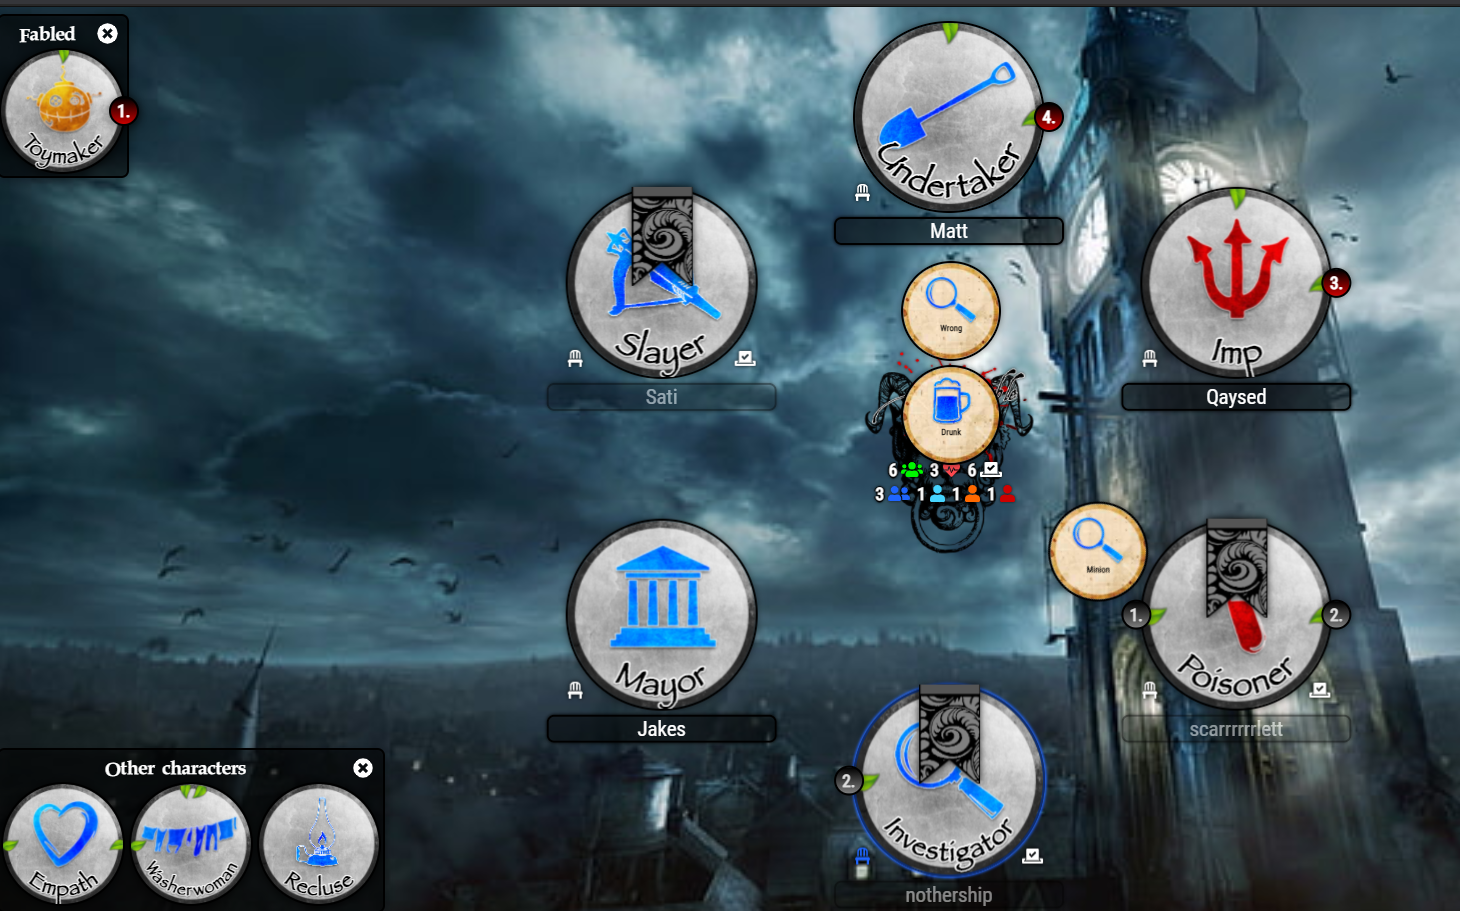 Fabled
Toymaker
1.
Undertaker
4.
Matt
Slayer
Sati
Wrong
Imp
3.
Qaysed
Drunk
6 3 6
3 1 1 1
Mayor
Jakes
Minion
1.
Poisoner
2.
scarrrrrrlett
2.
Investigator
nothership
Other characters
Empath
Washerwoman
Recluse